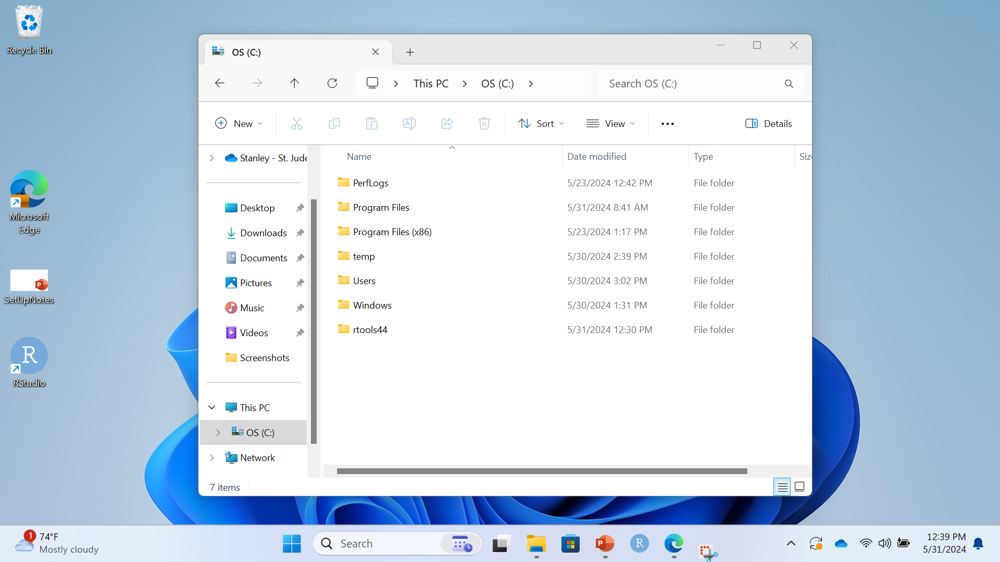 Recycle Bin
Microsoft
Edge
SetUpNotes
R
RStudio
OS (C:)
This PC
OS (C:)
Search OS (C:)
New
Sort
View
Details
Stanley - St. Jude
Desktop
Downloads
Documents
Pictures
Music
Videos
Screenshots
This PC
OS (C:)
Network
Name Date modified Type Siz
PerfLogs 5/23/2024 12:42 PM File folder
Program Files 5/31/2024 8:41 AM File folder
Program Files (x86) 5/23/2024 1:17 PM File folder
temp 5/30/2024 2:39 PM File folder
Users 5/30/2024 3:02 PM File folder
Windows 5/30/2024 1:31 PM File folder
rtools44 5/31/2024 12:30 PM File folder
7 items
1
74°F
Mostly cloudy
Search
P
R
12:39 PM
5/31/2024